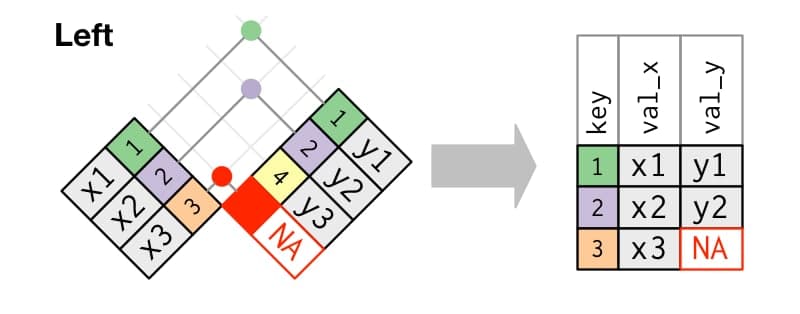 Left
1 x1
2 x2
3 x3
1 y1
2 y2
4 y3
NA
key val_x val_y
1 x1 y1
2 x2 y2
3 x3 NA